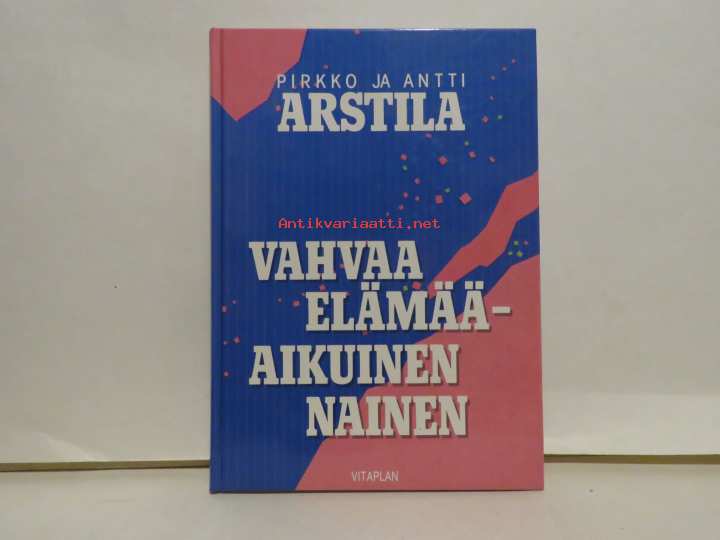 PIRKKO JA ANTTI
ARSTILA
Antikvariaatti.net
VAHVAA
ELÄMÄÄ-
AIKUINEN
NAINEN
VITAPLAN